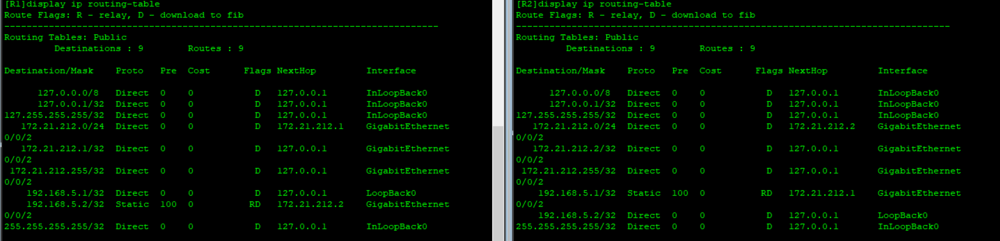 [R1]display ip routing-table
Route Flags: R - relay, D - download to fib
------------------------------------------------------------------------------
Routing Tables: Public
         Destinations : 9        Routes : 9
Destination/Mask    Proto   Pre  Cost      Flags NextHop         Interface
      127.0.0.0/8   Direct  0    0           D   127.0.0.1       InLoopBack0
      127.0.0.1/32  Direct  0    0           D   127.0.0.1       InLoopBack0
127.255.255.255/32  Direct  0    0           D   127.0.0.1       InLoopBack0
   172.21.212.0/24  Direct  0    0           D   172.21.212.1    GigabitEthernet
0/0/2
   172.21.212.1/32  Direct  0    0           D   127.0.0.1       GigabitEthernet
0/0/2
 172.21.212.255/32  Direct  0    0           D   127.0.0.1       GigabitEthernet
0/0/2
    192.168.5.1/32  Direct  0    0           D   127.0.0.1       LoopBack0
    192.168.5.2/32  Static  100  0          RD   172.21.212.2    GigabitEthernet
0/0/2
255.255.255.255/32  Direct  0    0           D   127.0.0.1       InLoopBack0
[R2]display ip routing-table
Route Flags: R - relay, D - download to fib
------------------------------------------------------------------------------
Routing Tables: Public
         Destinations : 9        Routes : 9
Destination/Mask    Proto   Pre  Cost      Flags NextHop         Interface
      127.0.0.0/8   Direct  0    0           D   127.0.0.1       InLoopBack0
      127.0.0.1/32  Direct  0    0           D   127.0.0.1       InLoopBack0
127.255.255.255/32  Direct  0    0           D   127.0.0.1       InLoopBack0
   172.21.212.0/24  Direct  0    0           D   172.21.212.2    GigabitEthernet
0/0/2
   172.21.212.2/32  Direct  0    0           D   127.0.0.1       GigabitEthernet
0/0/2
 172.21.212.255/32  Direct  0    0           D   127.0.0.1       GigabitEthernet
0/0/2
    192.168.5.1/32  Static  100  0          RD   172.21.212.1    GigabitEthernet
0/0/2
    192.168.5.2/32  Direct  0    0           D   127.0.0.1       LoopBack0
255.255.255.255/32  Direct  0    0           D   127.0.0.1       InLoopBack0